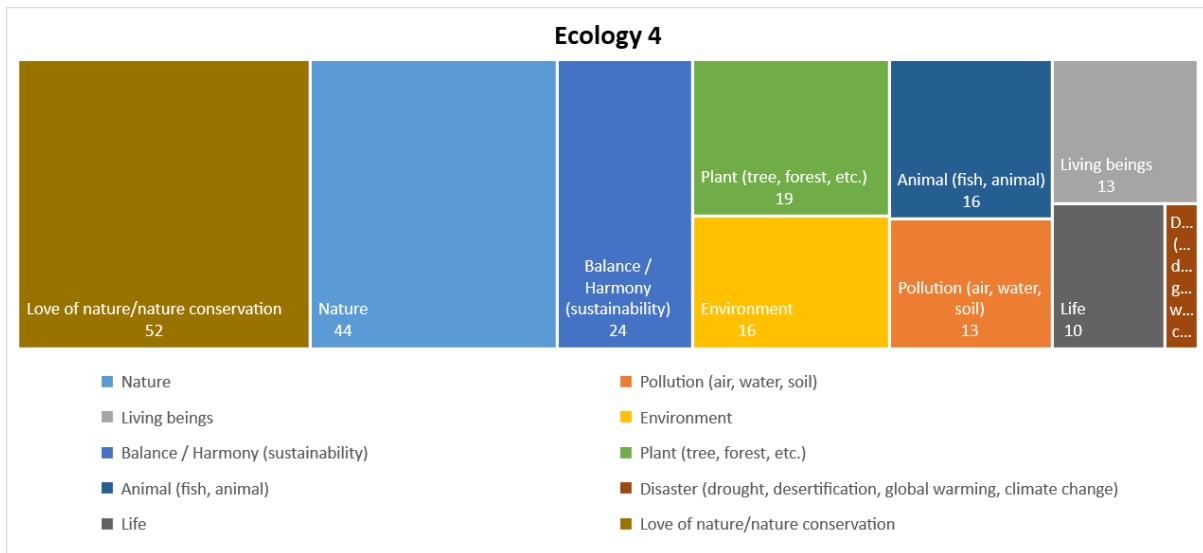 Ecology 4
Love of nature/nature conservation
52
Nature
44
Balance /
Harmony
(sustainability)
24
Plant (tree, forest, etc.)
19
Environment
16
Animal (fish, animal)
16
Pollution (air, water,
soil)
13
Living beings
13
Life
10
D...
(...
d...
g...
w...
c...
Nature
Pollution (air, water, soil)
Living beings
Environment
Balance / Harmony (sustainability)
Plant (tree, forest, etc.)
Animal (fish, animal)
Disaster (drought, desertification, global warming, climate change)
Life
Love of nature/nature conservation